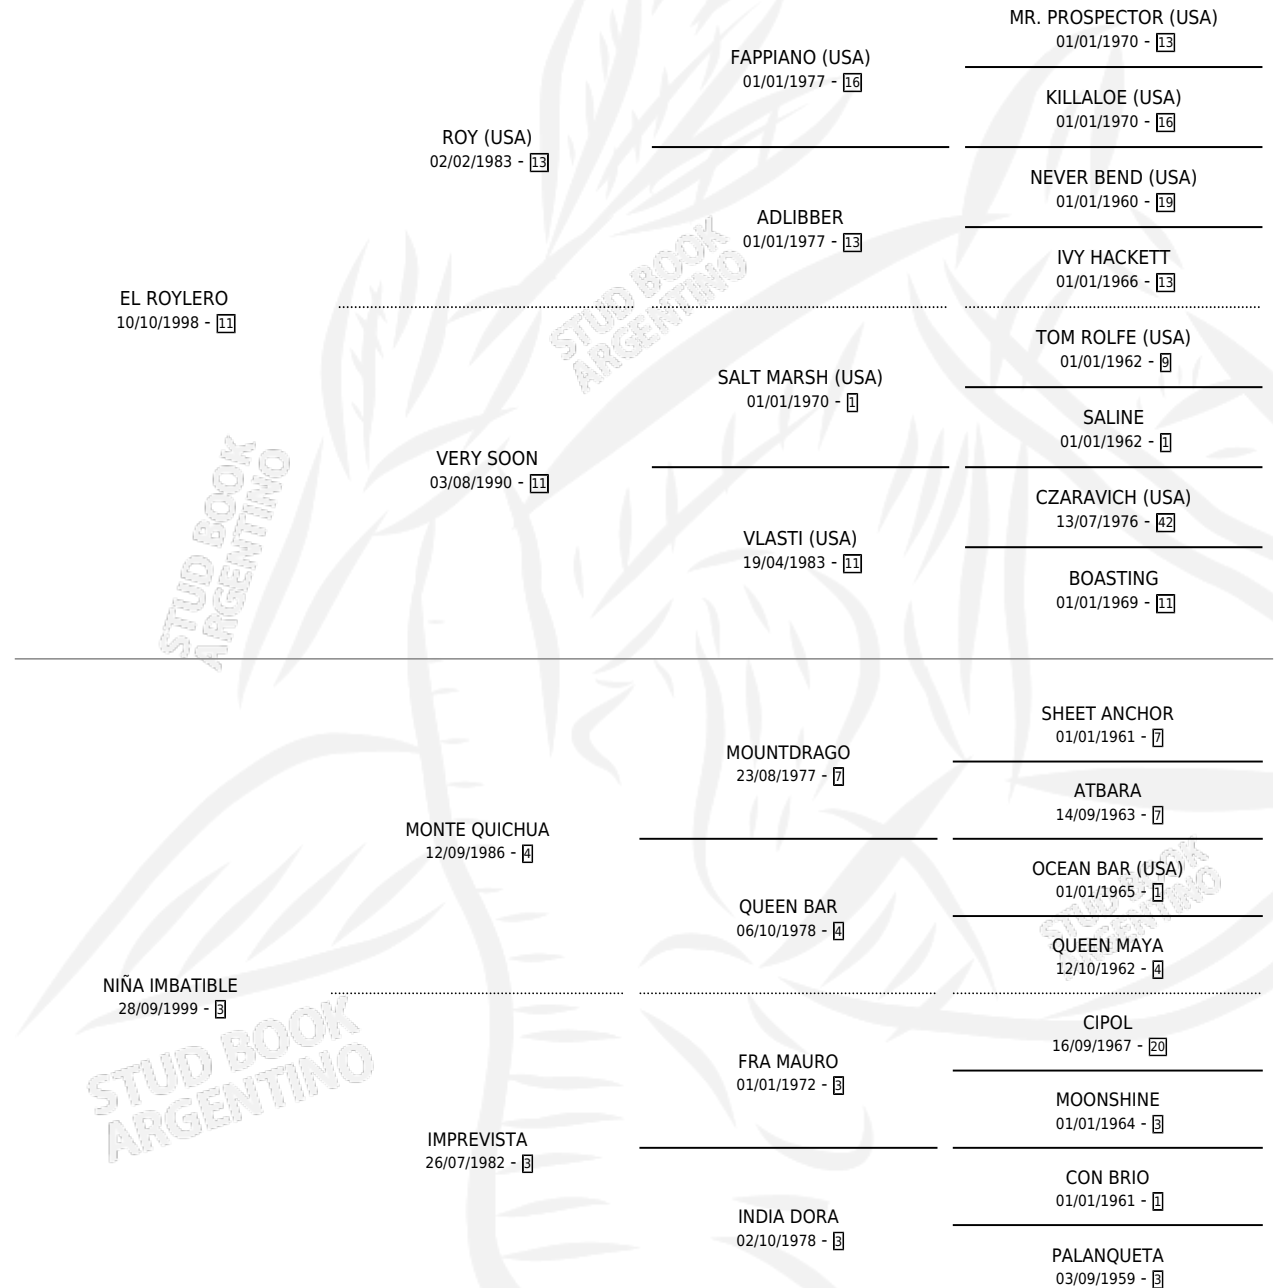 MR. PROSPECTOR (USA)
01/01/1970 - 13
FAPPIANO (USA)
01/01/1977 - 16
KILLALOE (USA)
01/01/1970 - 16
ROY (USA)
02/02/1983 - 13
NEVER BEND (USA)
01/01/1960 - 19
ADLIBBER
01/01/1977 - 13
IVY HACKETT
01/01/1966 - 13
EL ROYLERO
10/10/1998 - 11
TOM ROLFE (USA)
01/01/1962 - 9
SALT MARSH (USA)
01/01/1970 - 1
SALINE
01/01/1962 - 1
VERY SOON
03/08/1990 - 11
CZARAVICH (USA)
13/07/1976 - 42
VLASTI (USA)
19/04/1983 - 11
BOASTING
01/01/1969 - 11
STUD BOOK
ARGENTINO
STUD BOOK
ARGENTINO
SHEET ANCHOR
01/01/1961 - 7
MOUNTDRAGO
23/08/1977 - 7
ATBARA
14/09/1963 - 7
MONTE QUICHUA
12/09/1986 - 4
OCEAN BAR (USA)
01/01/1965 - 1
QUEEN BAR
06/10/1978 - 4
QUEEN MAYA
12/10/1962 - 4
STUD BOOK
ARGENTINO
NIÑA IMBATIBLE
28/09/1999 - 3
CIPOL
16/09/1967 - 20
FRA MAURO
01/01/1972 - 3
MOONSHINE
01/01/1964 - 3
STUD BOOK
ARGENTINO
IMPREVISTA
26/07/1982 - 3
CON BRIO
01/01/1961 - 1
INDIA DORA
02/10/1978 - 3
PALANQUETA
03/09/1959 - 3